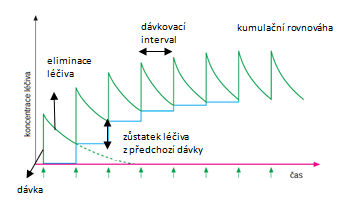 dávkovací
interval
kumulační rovnováha
eliminace
léčiva
koncentrace léčiva
zůstatek léčiva
z předchozí dávky
čas
dávka